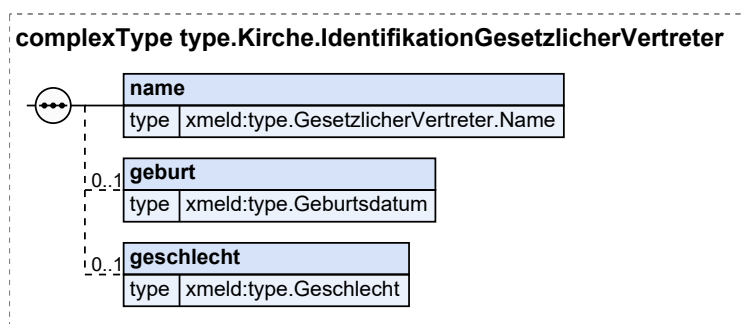 complexType type.Kirche.IdentifikationGesetzlicherVertreter
name
type xmeld:type.GesetzlicherVertreter.Name
0..1 geburt
type xmeld:type.Geburtsdatum
0..1 geschlecht
type xmeld:type.Geschlecht